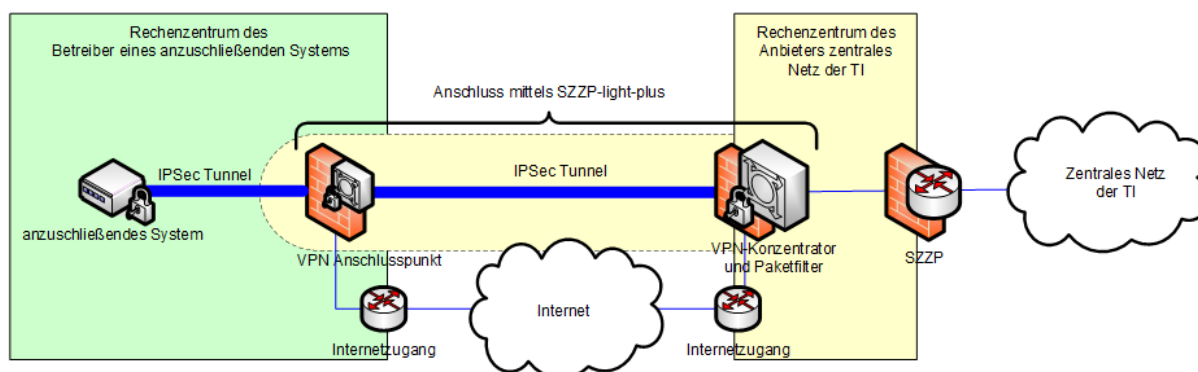 Rechenzentrum des
Betreiber eines anzuschließenden Systems
Rechenzentrum des
Anbieters zentrales
Netz der TI
Anschluss mittels SZZP-light-plus
IPSec Tunnel
IPSec Tunnel
Zentrales Netz
der TI
anzuschließendes System
VPN Anschlusspunkt
VPN-Konzentrator
und Paketfilter
SZZP
Internet
Internetzugang
Internetzugang